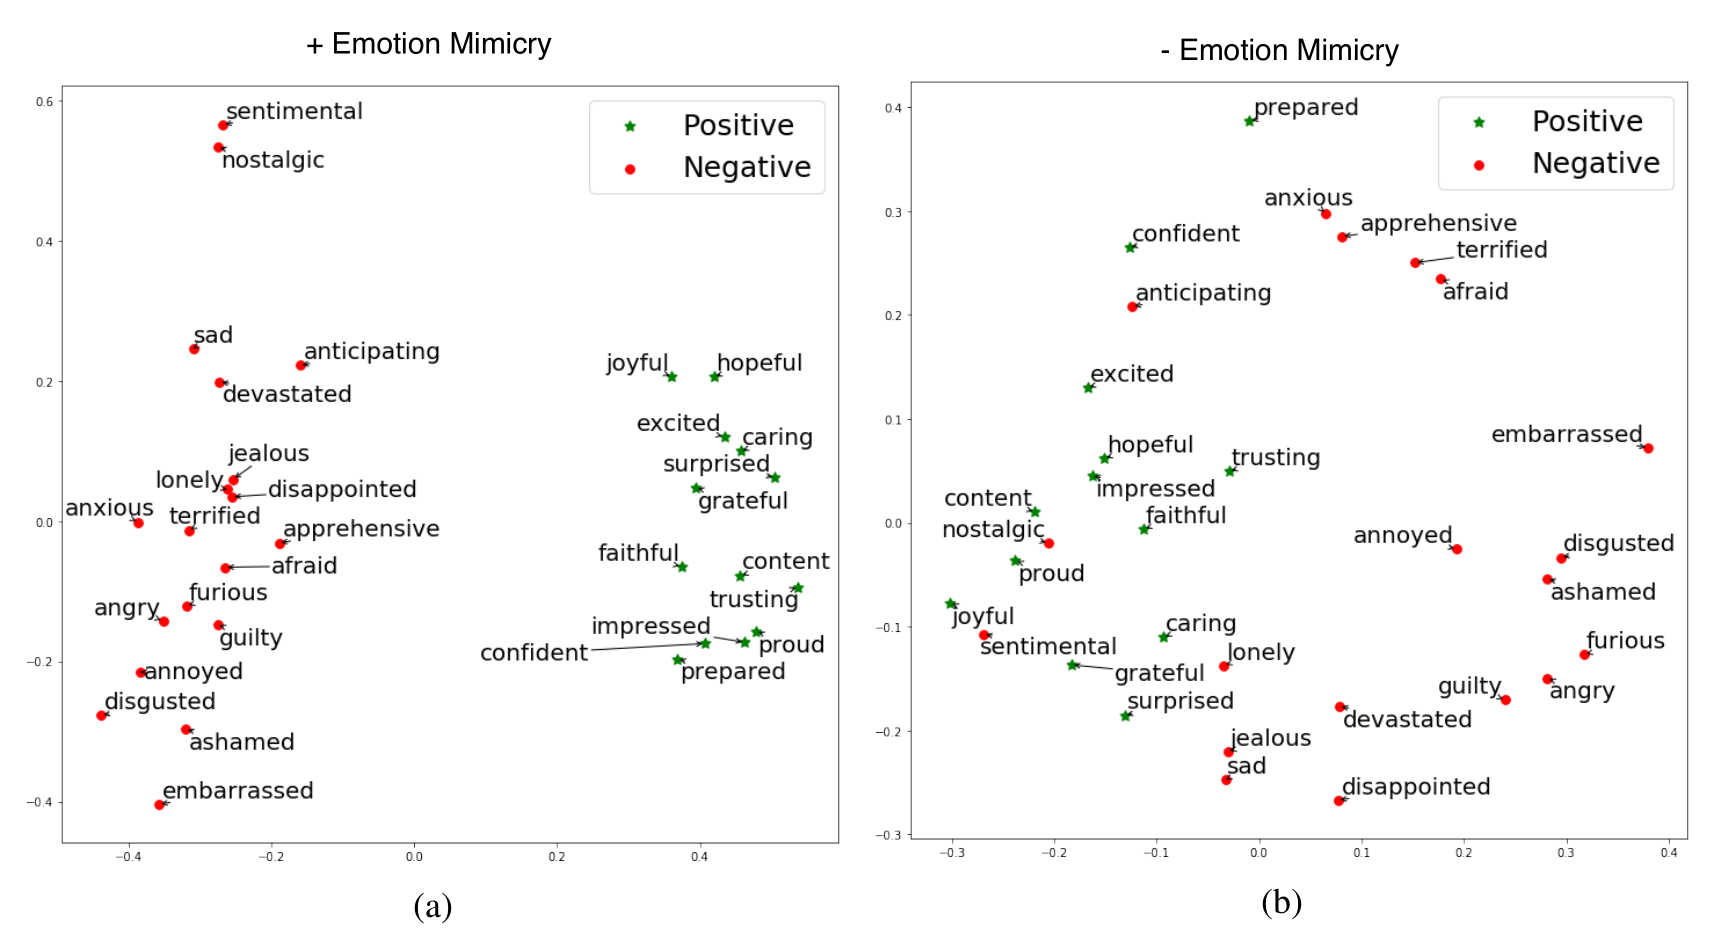 + Emotion Mimicry
0.6
0.4
0.2
0.0
−0.2
−0.4
−0.4
−0.2
0.0
0.2
0.4
Positive
Negative
sentimental
nostalgic
sad
anticipating
devastated
joyful
hopeful
excited
caring
surprised
grateful
jealous
lonely
disappointed
anxious
terrified
apprehensive
afraid
faithful
content
trusting
furious
angry
guilty
impressed
confident
proud
prepared
annoyed
disgusted
ashamed
embarrassed
(a)
- Emotion Mimicry
0.4
0.3
0.2
0.1
0.0
−0.1
−0.2
−0.3
−0.3
−0.2
−0.1
0.0
0.1
0.2
0.3
0.4
Positive
Negative
prepared
anxious
apprehensive
confident
terrified
afraid
anticipating
excited
embarrassed
hopeful
trusting
impressed
content
faithful
nostalgic
annoyed
disgusted
proud
ashamed
joyful
caring
sentimental
lonely
furious
grateful
guilty
angry
surprised
devastated
jealous
sad
disappointed
(b)